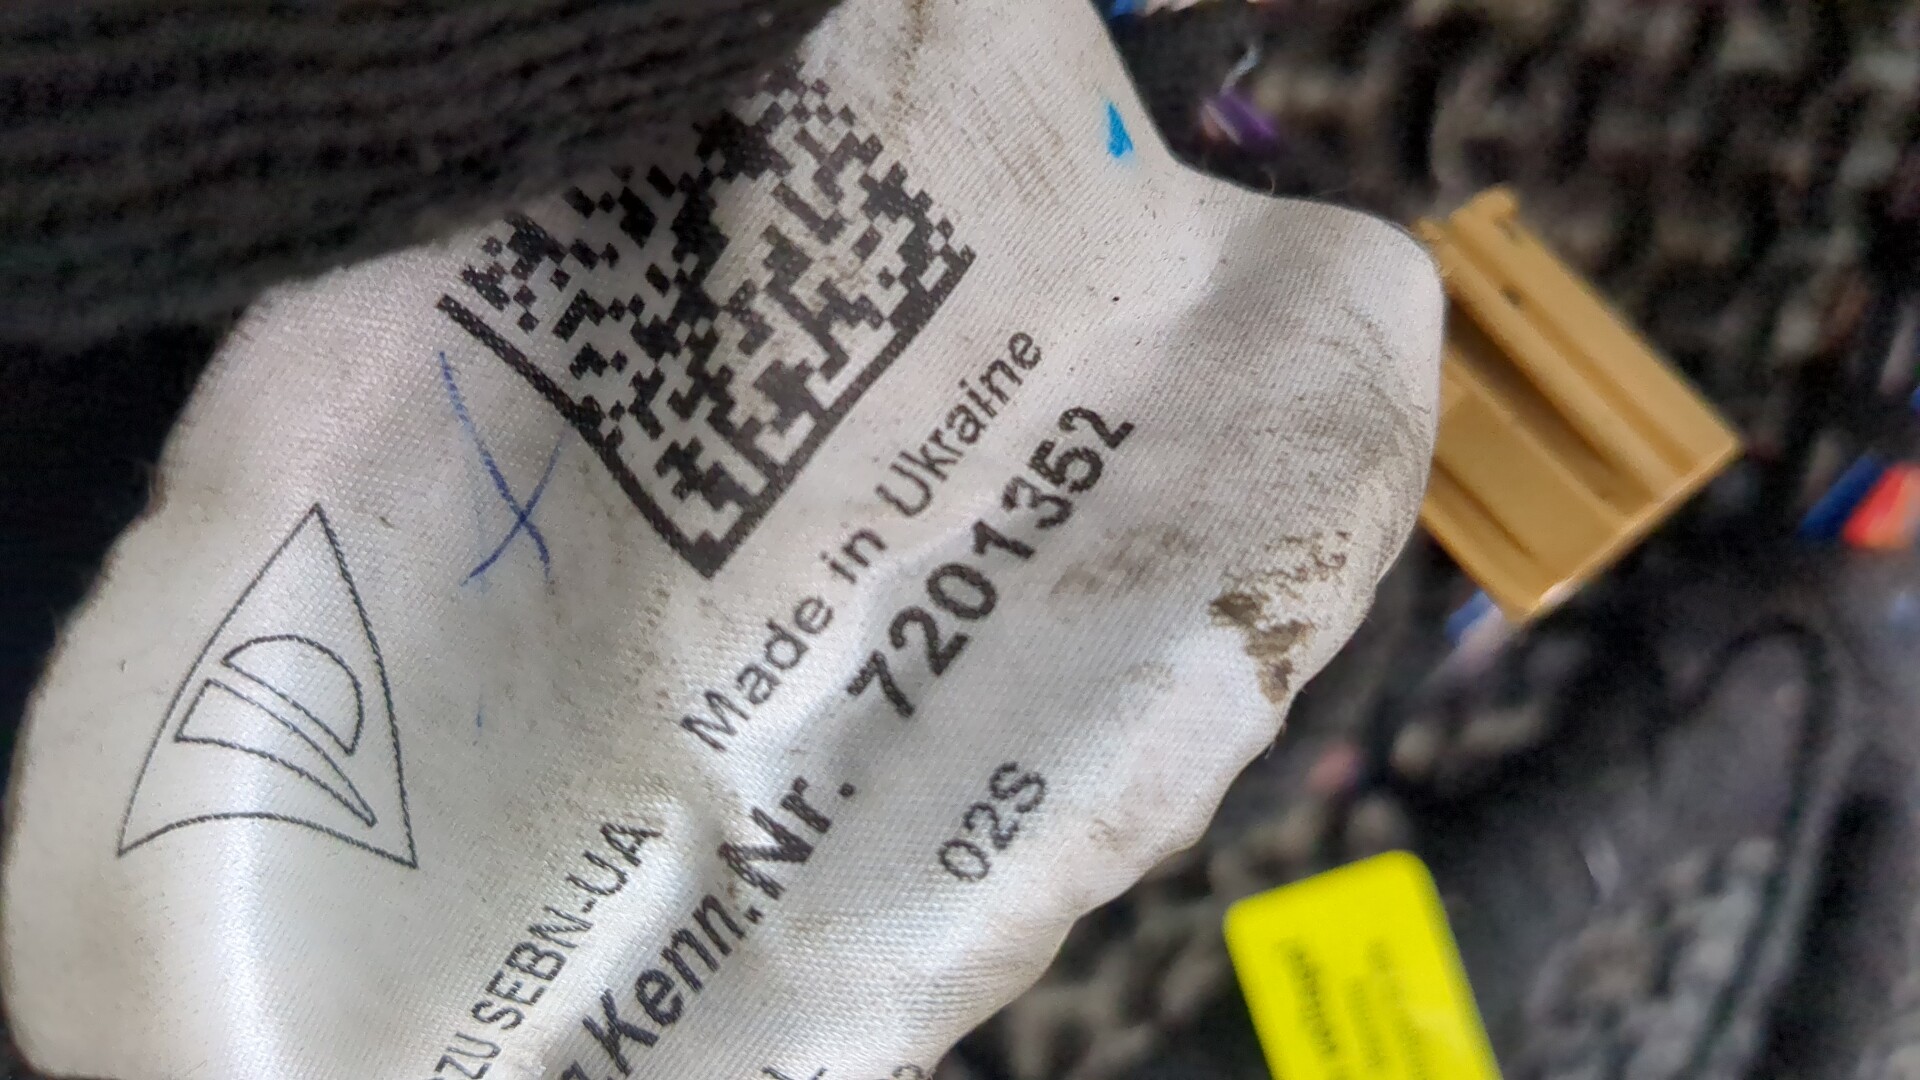 Made in Ukraine
ZU SEBN-UA
Kenn.Nr. 7201352
02S